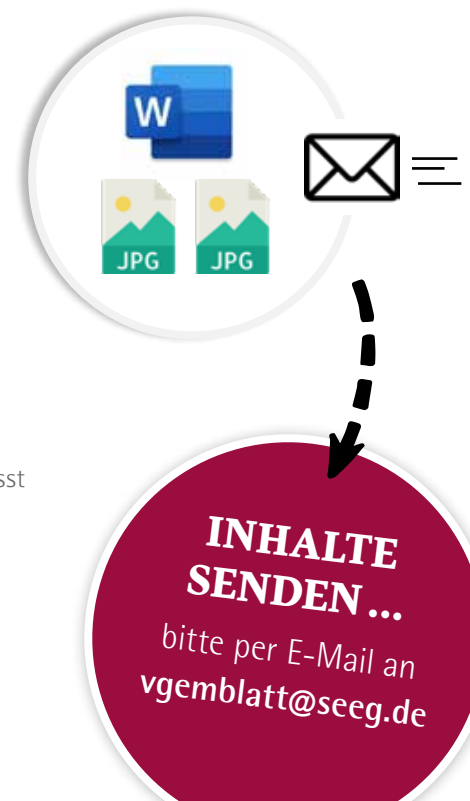 W
JPG JPG
sst
INHALTE
SENDEN ...
bitte per E-Mail an
vgemblatt@seeg.de